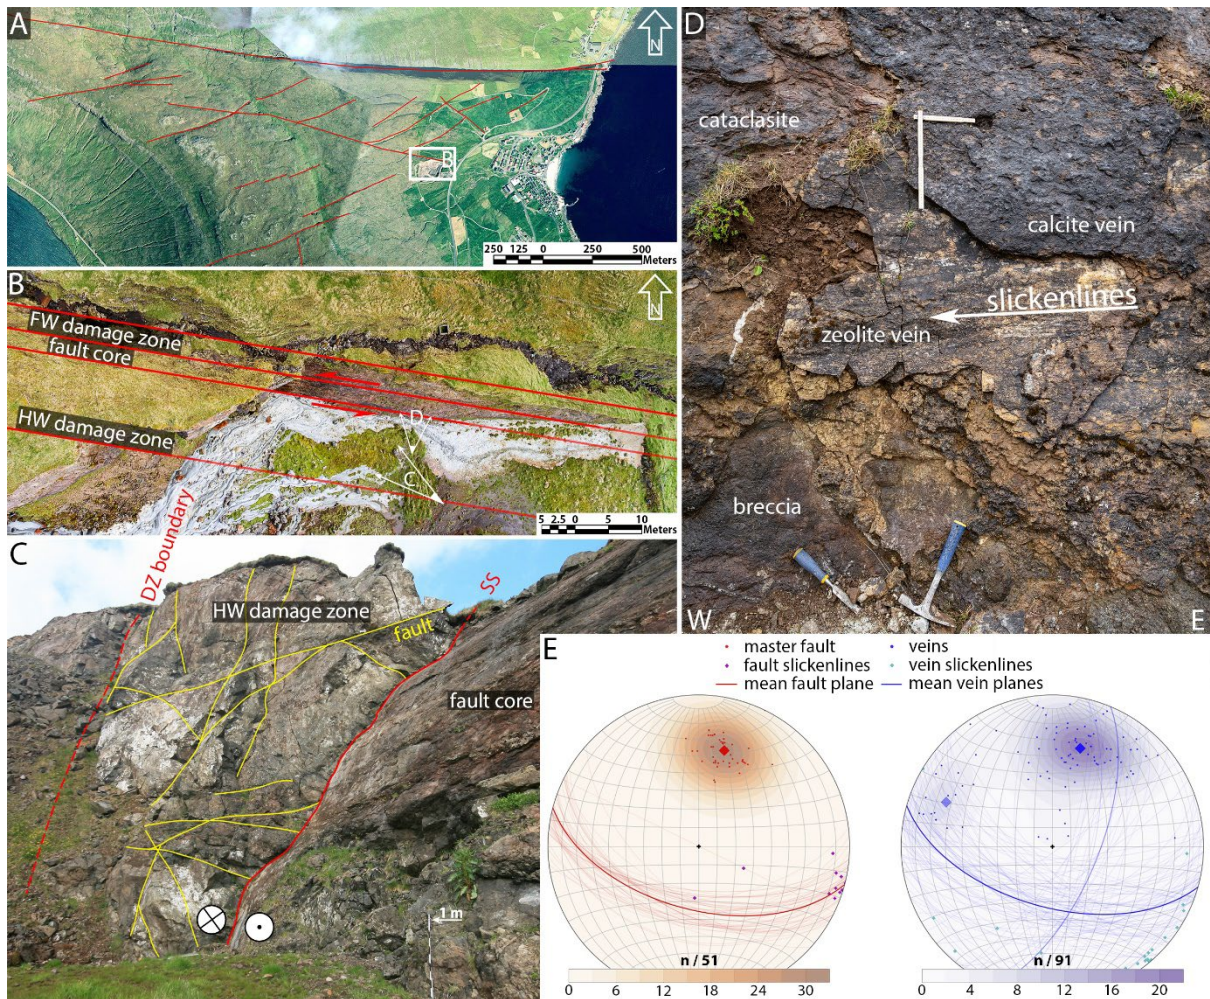 A
N
B
250 125 0 250 500
Meters
B
N
FW damage zone
fault core
HW damage zone
D
C
5 2.5 0 5 10
Meters
C
DZ boundary
HW damage zone
SS
fault
fault core
1 m
D
cataclasite
calcite vein
slickenlines
zeolite vein
breccia
W
E
E
master fault
fault slickenlines
mean fault plane
veins
vein slickenlines
mean vein planes
n / 51
0 6 12 18 24 30
n / 91
0 4 8 12 16 20